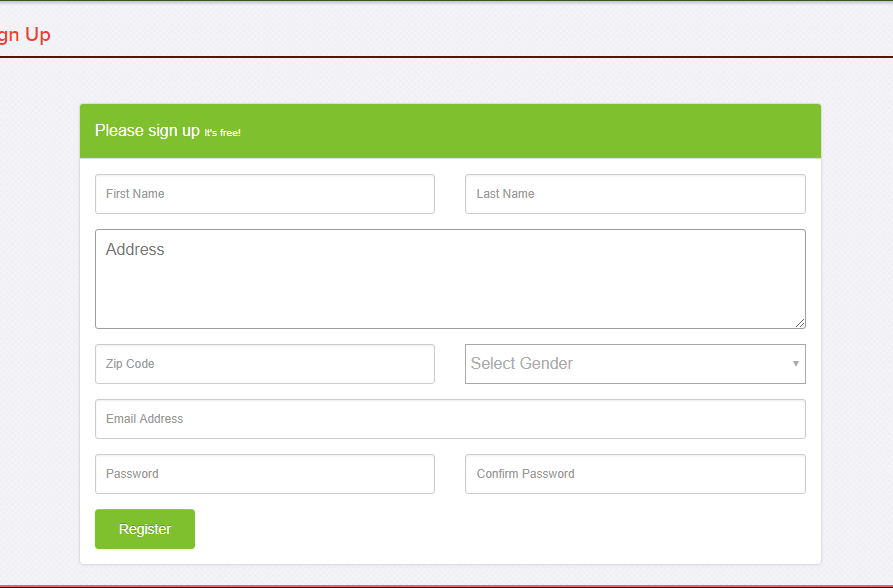 gn Up
Please sign up It's free!
First Name Last Name
Address
Zip Code Select Gender
Email Address
Password Confirm Password
Register